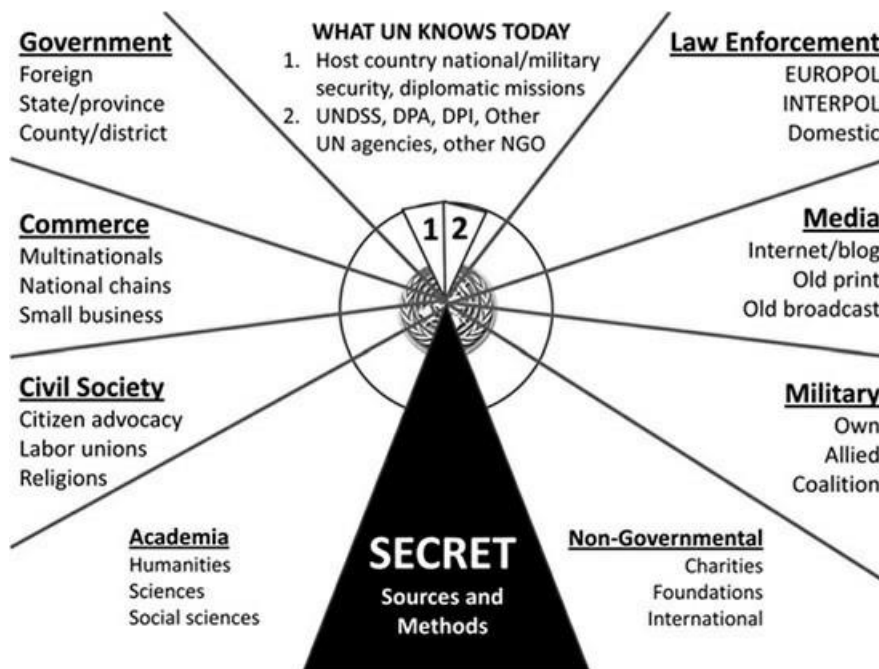 WHAT UN KNOWS TODAY
1. Host country national/military
security, diplomatic missions
2. UNDSS, DPA, DPI, Other
UN agencies, other NGO
Government
Foreign
State/province
County/district
Law Enforcement
EUROPOL
INTERPOL
Domestic
Commerce
Multinationals
National chains
Small business
1 2
Media
Internet/blog
Old print
Old broadcast
Civil Society
Citizen advocacy
Labor unions
Religions
Military
Own
Allied
Coalition
Academia
Humanities
Sciences
Social sciences
SECRET
Sources and
Methods
Non-Governmental
Charities
Foundations
International